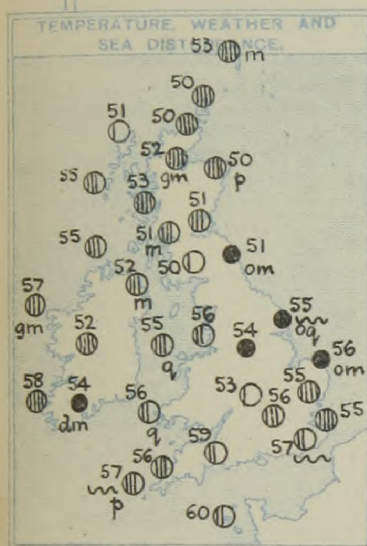 TEMPERATURE, WEATHER AND
SEA DISTURBANCE.
53 m
50
51
50
52 gm
50 p
55
53
51
51 m
55
50
51 om
52 m
57 gm
52
55 q
56
54
55 oq
56 om
58
54 dm
56 q
53
56
55
55
57
59
56
57 p
60